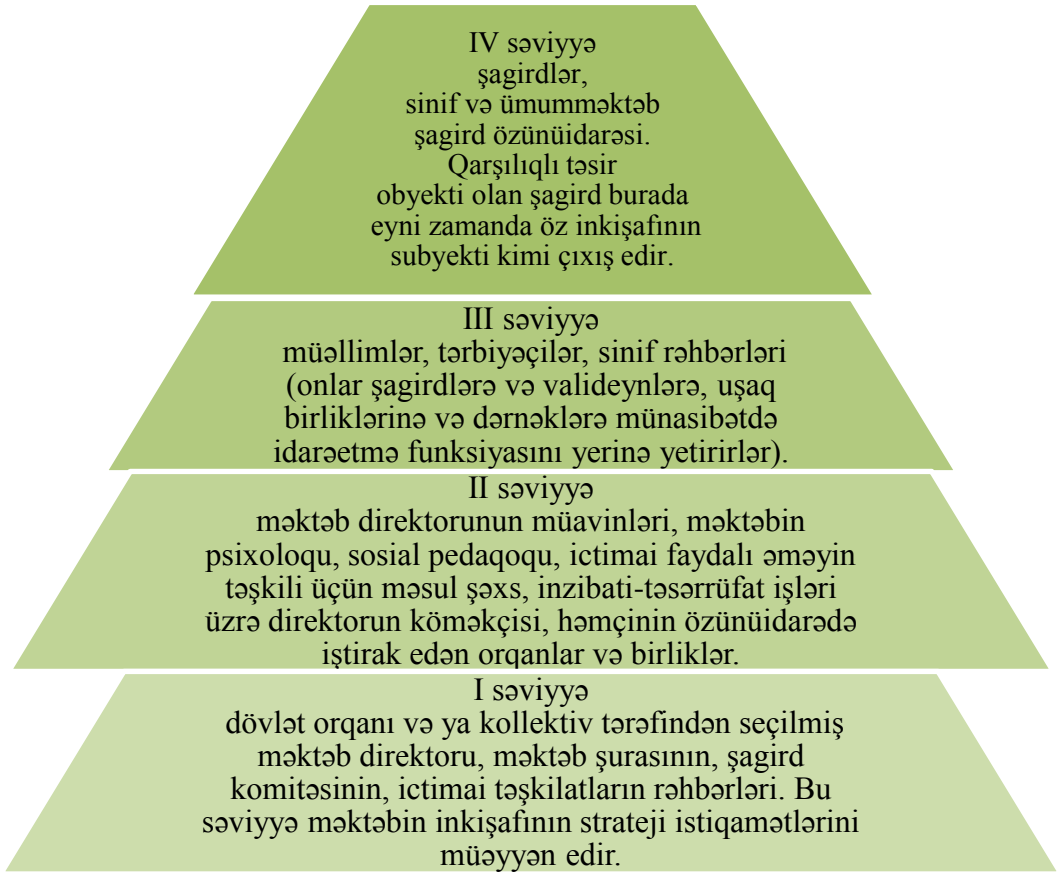 IV səviyyə
şagirdlər,
sinif və ümumməktəb
şagird özünüidarəsi.
Qarşılıqlı təsir
obyekti olan şagird burada
eyni zamanda öz inkişafının
subyekti kimi çıxış edir.
III səviyyə
müəllimlər, tərbiyəçilər, sinif rəhbərləri
(onlar şagirdlərə və valideynlərə, uşaq
birliklərinə və dərnəklərə münasibətdə
idarəetmə funksiyasını yerinə yetirirlər).
II səviyyə
məktəb direktorunun müavinləri, məktəbin
psixoloqu, sosial pedaqoqu, ictimai faydalı əməyin
təşkili üçün məsul şəxs, inzibati-təsərrüfat işləri
üzrə direktorun köməkçisi, həmçinin özünüidarədə
iştirak edən orqanlar və birliklər.
I səviyyə
dövlət orqanı və ya kollektiv tərəfindən seçilmiş
məktəb direktoru, məktəb şurasının, şagird
komitəsinin, ictimai təşkilatların rəhbərləri. Bu
səviyyə məktəbin inkişafının strateji istiqamətlərini
müəyyən edir.